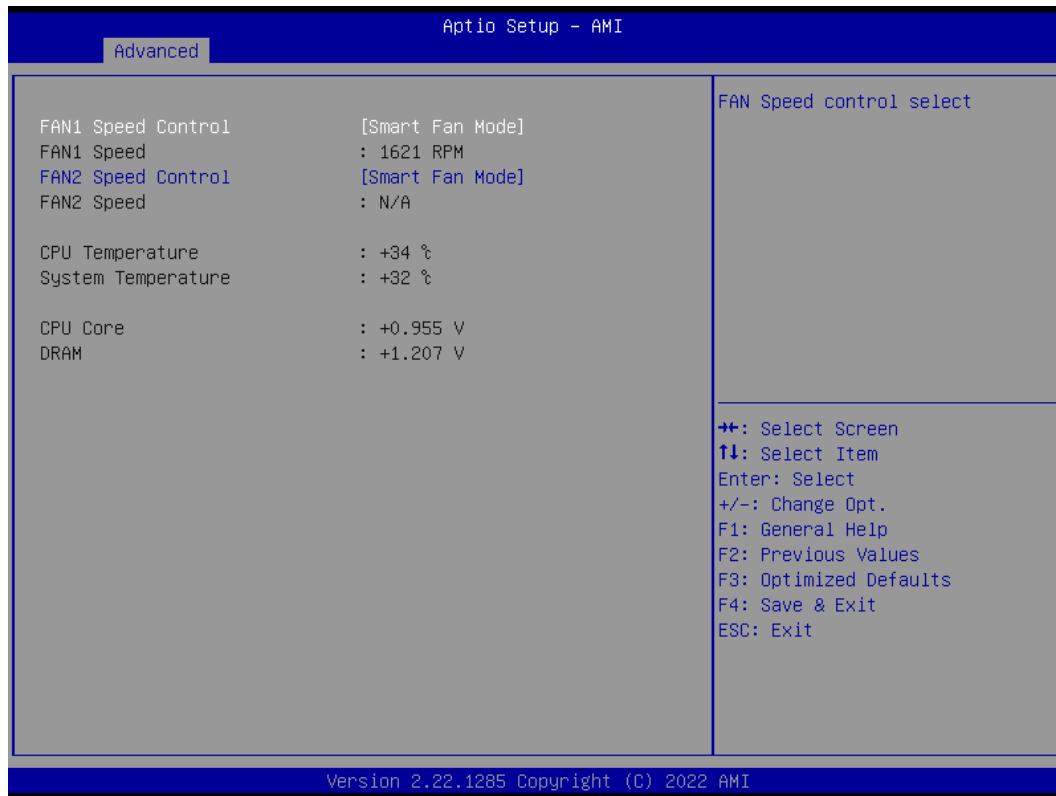 Aptio Setup – AMI
Advanced
FAN1 Speed Control [Smart Fan Mode]
FAN1 Speed : 1621 RPM
FAN2 Speed Control [Smart Fan Mode]
FAN2 Speed : N/A
CPU Temperature : +34 ℃
System Temperature : +32 ℃
CPU Core : +0.955 V
DRAM : +1.207 V
FAN Speed control select
→←: Select Screen
↑↓: Select Item
Enter: Select
+/-: Change Opt.
F1: General Help
F2: Previous Values
F3: Optimized Defaults
F4: Save & Exit
ESC: Exit
Version 2.22.1285 Copyright (C) 2022 AMI